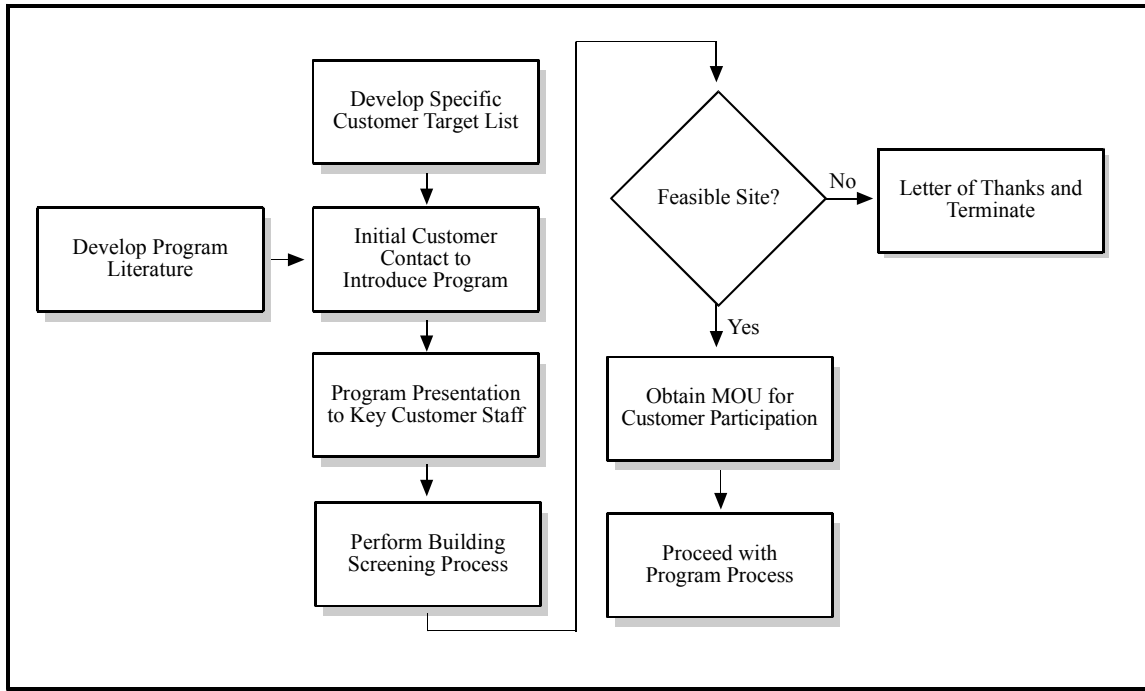 Develop Specific
Customer Target List
Develop Program
Literature
Initial Customer
Contact to
Introduce Program
Program Presentation
to Key Customer Staff
Perform Building
Screening Process
Feasible Site?
No
Letter of Thanks and
Terminate
Yes
Obtain MOU for
Customer Participation
Proceed with
Program Process